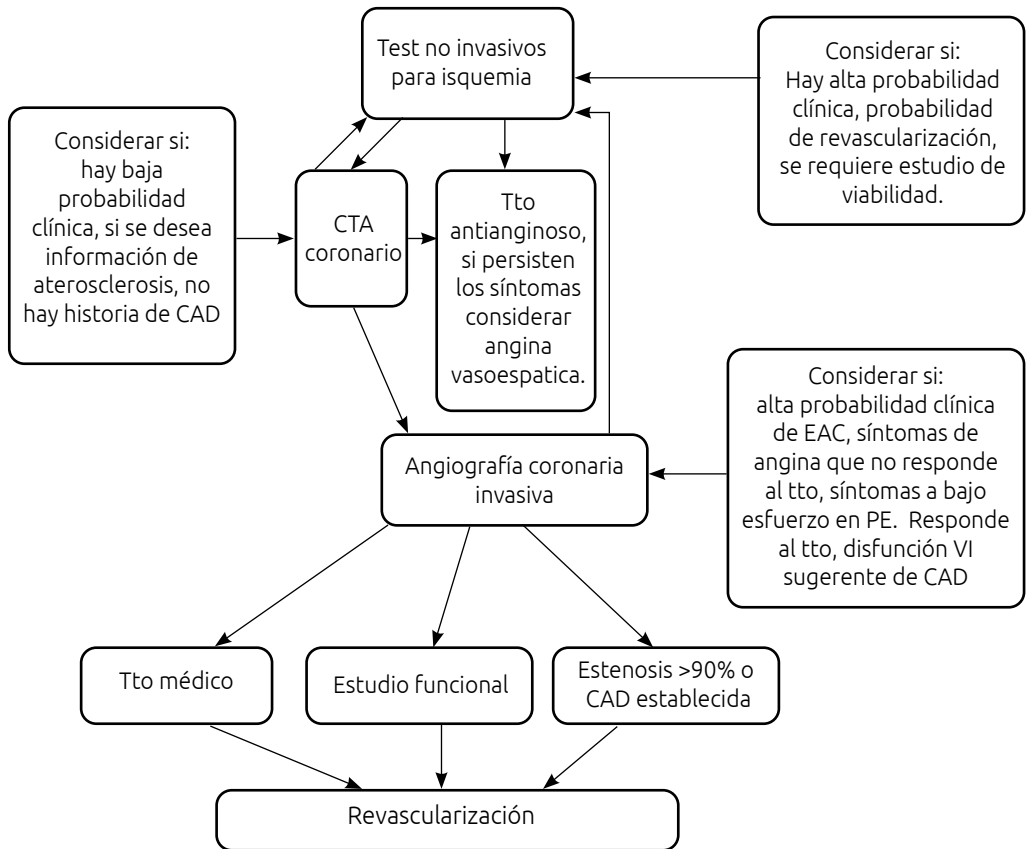 Test no invasivos
para isquemia
Considerar si:
Hay alta probabilidad
clínica, probabilidad
de revascularización,
se requiere estudio de
viabilidad.
Considerar si:
hay baja
probabilidad
clínica, si se desea
información de
aterosclerosis, no
hay historia de CAD
CTA
coronario
Tto
antianginoso,
si persisten
los síntomas
considerar
angina
vasoespatica.
Considerar si:
alta probabilidad clínica
de EAC, síntomas de
angina que no responde
al tto, síntomas a bajo
esfuerzo en PE. Responde
al tto, disfunción VI
sugerente de CAD
Angiografía coronaria
invasiva
Tto médico
Estudio funcional
Estenosis >90% o
CAD establecida
Revascularización